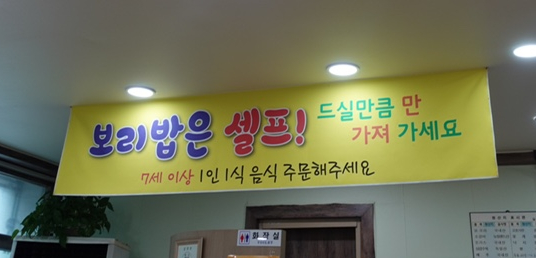 보리밥은 셀프! 드실만큼 만
가져 가세요
7세 이상 1인 1식 음식 주문해주세요
화장실